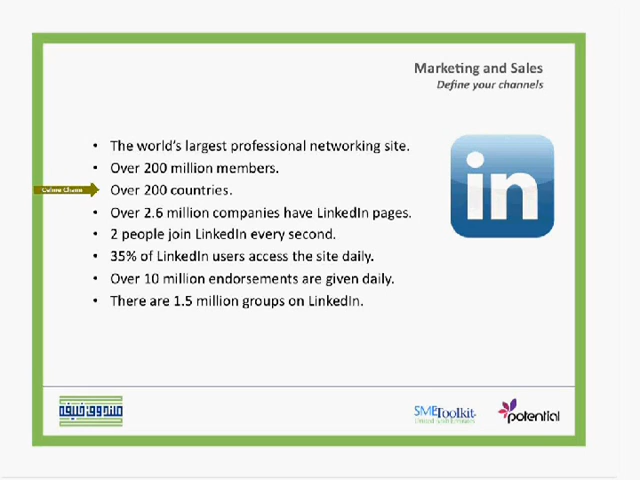 Marketing and Sales
Define your channels
• The world's largest professional networking site.
• Over 200 million members.
• Over 200 countries.
• Over 2.6 million companies have LinkedIn pages.
• 2 people join LinkedIn every second.
• 35% of LinkedIn users access the site daily.
• Over 10 million endorsements are given daily.
• There are 1.5 million groups on LinkedIn.
in
صندوق خليفة
SMEToolkit
potential